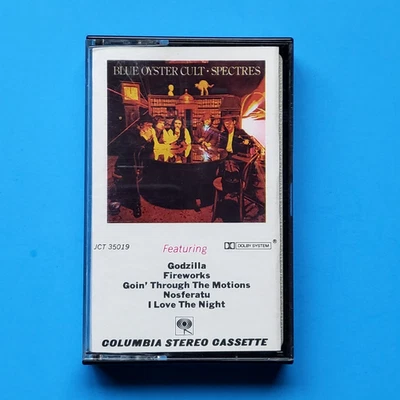 BLUE OYSTER CULT • SPECTRES
JCT 35019
Featuring
DOLBY SYSTEM
Godzilla
Fireworks
Goin' Through The Motions
Nosferatu
I Love The Night
COLUMBIA STEREO CASSETTE